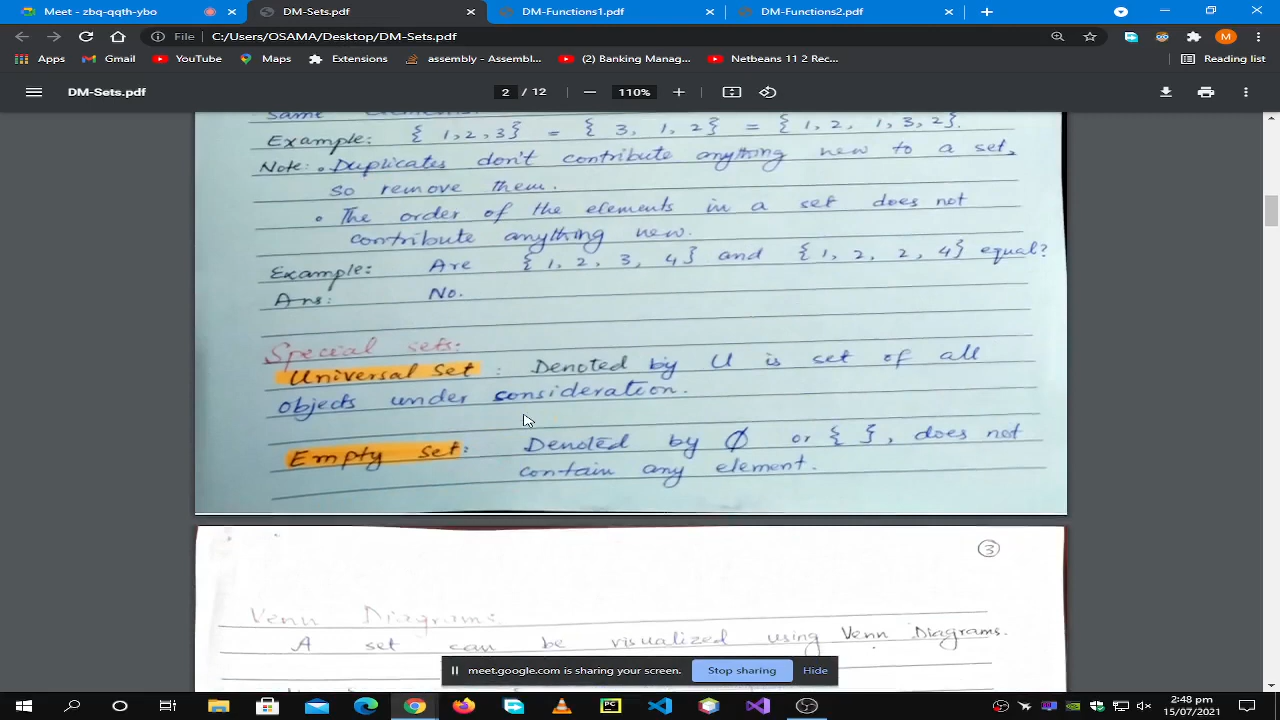 Meet - zbq-qqth-ybo
DM-Sets.pdf
DM-Functions1.pdf
DM-Functions2.pdf
File C:/Users/OSAMA/Desktop/DM-Sets.pdf
Apps Gmail YouTube Maps Extensions assembly - Assembl... (2) Banking Mana... Netbeans 11 2 Rec... Reading list
DM-Sets.pdf 2 / 12 110%
Same elements
Example: { 1,2,3} = { 3, 1, 2} = { 1, 2, 1, 3, 2}.
Note: • Duplicates don't contribute anything new to a set,
so remove them.
• The order of the elements in a set does not
contribute anything new.
Example: Are { 1, 2, 3, 4} and { 1, 2, 2, 4} equal?
Ans: No.
Special sets:
Universal set : Denoted by U is set of all
objects under consideration.
Empty set: Denoted by ∅ or { }, does not
contain any element.
3
Venn Diagrams:
A set can be visualized using Venn Diagrams.
meet.google.com is sharing your screen. Stop sharing Hide
2:48 pm
15/07/2021